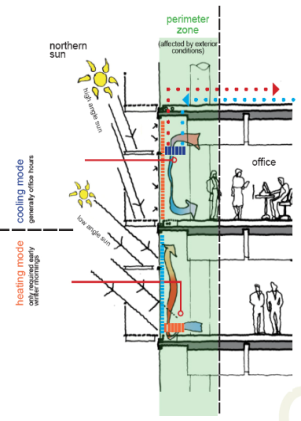 perimeter
zone
(affected by exterior
conditions)
northern
sun
high angle sun
office
cooling mode
generally office hours
low angle sun
heating mode
only required early
winter mornings